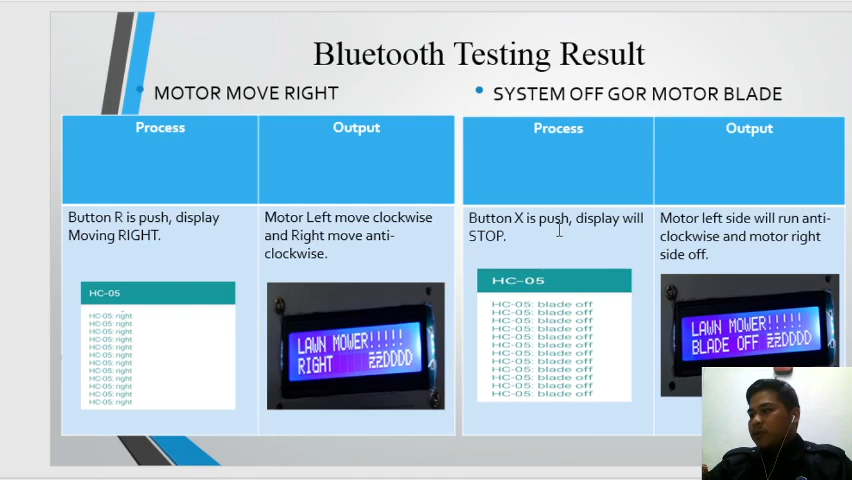 Bluetooth Testing Result
• MOTOR MOVE RIGHT
Process
Output
Button R is push, display
Moving RIGHT.
Motor Left move clockwise
and Right move anti-
clockwise.
HC-05
HC-05: right
HC-05: right
HC-05: right
HC-05: right
HC-05: right
HC-05: right
HC-05: right
HC-05: right
HC-05: right
HC-05: right
HC-05: right
HC-05: right
LAWN MOWER!!!!!
RIGHT ZZDDDD
• SYSTEM OFF GOR MOTOR BLADE
Process
Output
Button X is push, display will
STOP.
Motor left side will run anti-
clockwise and motor right
side off.
HC-05
HC-05: blade off
HC-05: blade off
HC-05: blade off
HC-05: blade off
HC-05: blade off
HC-05: blade off
HC-05: blade off
HC-05: blade off
HC-05: blade off
HC-05: blade off
HC-05: blade off
HC-05: blade off
LAWN MOWER!!!!!
BLADE OFF ZZDDDD